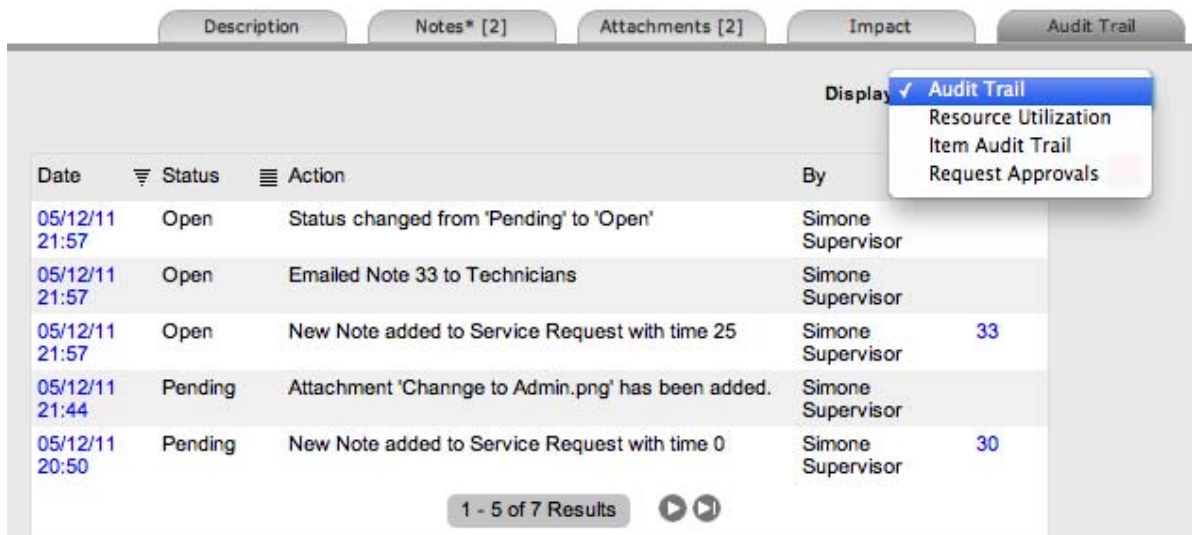 Description Notes* [2] Attachments [2] Impact Audit Trail
Display ✓ Audit Trail
Resource Utilization
Item Audit Trail
Request Approvals
Date Status Action By
05/12/11 Open Status changed from 'Pending' to 'Open' Simone
21:57 Supervisor
05/12/11 Open Emailed Note 33 to Technicians Simone
21:57 Supervisor
05/12/11 Open New Note added to Service Request with time 25 Simone 33
21:57 Supervisor
05/12/11 Pending Attachment 'Channge to Admin.png' has been added. Simone
21:44 Supervisor
05/12/11 Pending New Note added to Service Request with time 0 Simone 30
20:50 Supervisor
1 - 5 of 7 Results